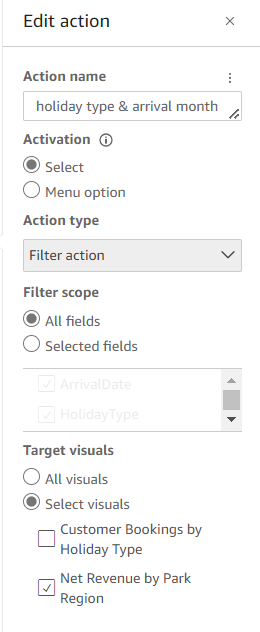 Edit action
Action name
holiday type & arrival month
Activation
Select
Menu option
Action type
Filter action
Filter scope
All fields
Selected fields
ArrivalDate
HolidayType
Target visuals
All visuals
Select visuals
Customer Bookings by
Holiday Type
Net Revenue by Park
Region